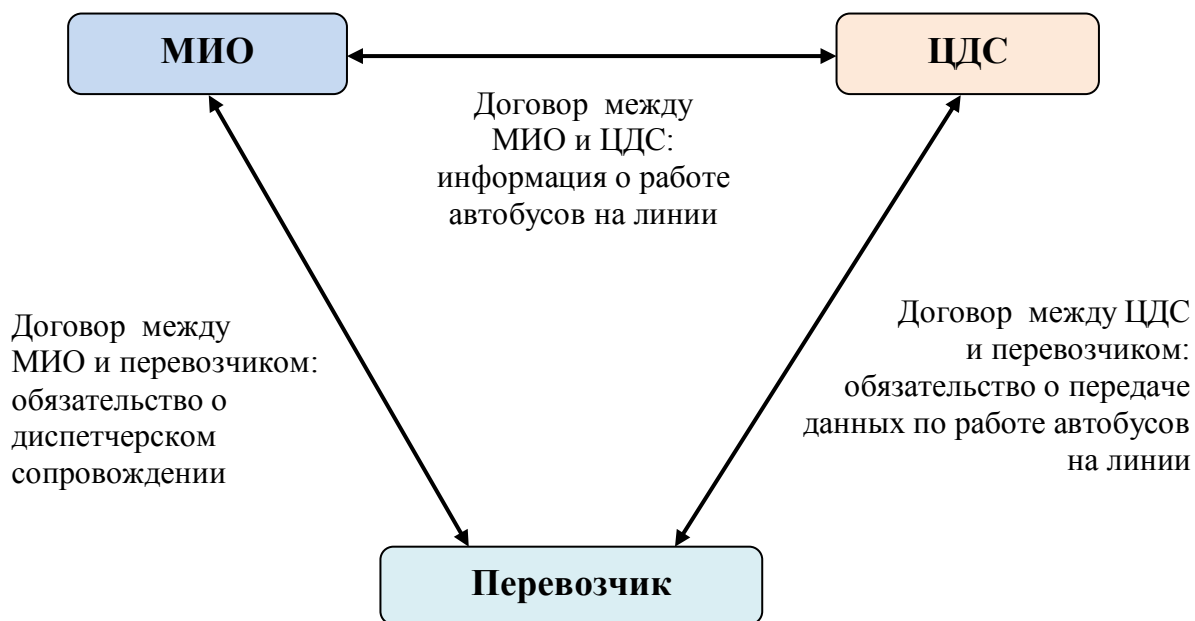 МИО
ЦДС
Договор между
МИО и ЦДС:
информация о работе
автобусов на линии
Договор между
МИО и перевозчиком:
обязательство о
диспетчерском
сопровождении
Договор между ЦДС
и перевозчиком:
обязательство о передаче
данных по работе автобусов
на линии
Перевозчик